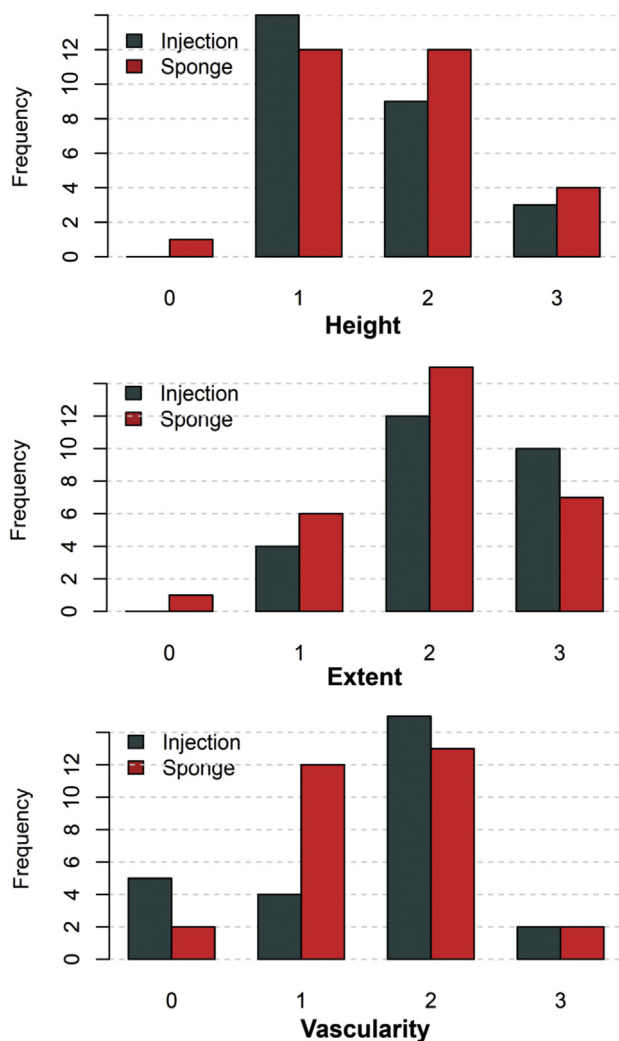 Injection
Sponge
Frequency
0 2 4 6 8 12
0 1 2 3
Height
Injection
Sponge
Frequency
0 2 4 6 8 10 12
0 1 2 3
Extent
Injection
Sponge
Frequency
0 2 4 6 8 12
0 1 2 3
Vascularity